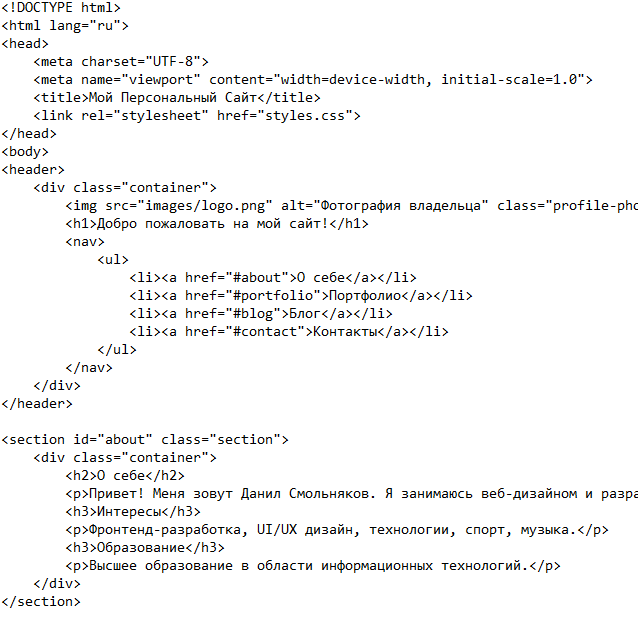 <!DOCTYPE html>
<html lang="ru">
<head>
    <meta charset="UTF-8">
    <meta name="viewport" content="width=device-width, initial-scale=1.0">
    <title>Мой Персональный Сайт</title>
    <link rel="stylesheet" href="styles.css">
</head>
<body>
<header>
    <div class="container">
        <img src="images/logo.png" alt="Фотография владельца" class="profile-pho
        <h1>Добро пожаловать на мой сайт!</h1>
        <nav>
            <ul>
                <li><a href="#about">О себе</a></li>
                <li><a href="#portfolio">Портфолио</a></li>
                <li><a href="#blog">Блог</a></li>
                <li><a href="#contact">Контакты</a></li>
            </ul>
        </nav>
    </div>
</header>

<section id="about" class="section">
    <div class="container">
        <h2>О себе</h2>
        <p>Привет! Меня зовут Данил Смольняков. Я занимаюсь веб-дизайном и разра
        <h3>Интересы</h3>
        <p>Фронтенд-разработка, UI/UX дизайн, технологии, спорт, музыка.</p>
        <h3>Образование</h3>
        <p>Высшее образование в области информационных технологий.</p>
    </div>
</section>